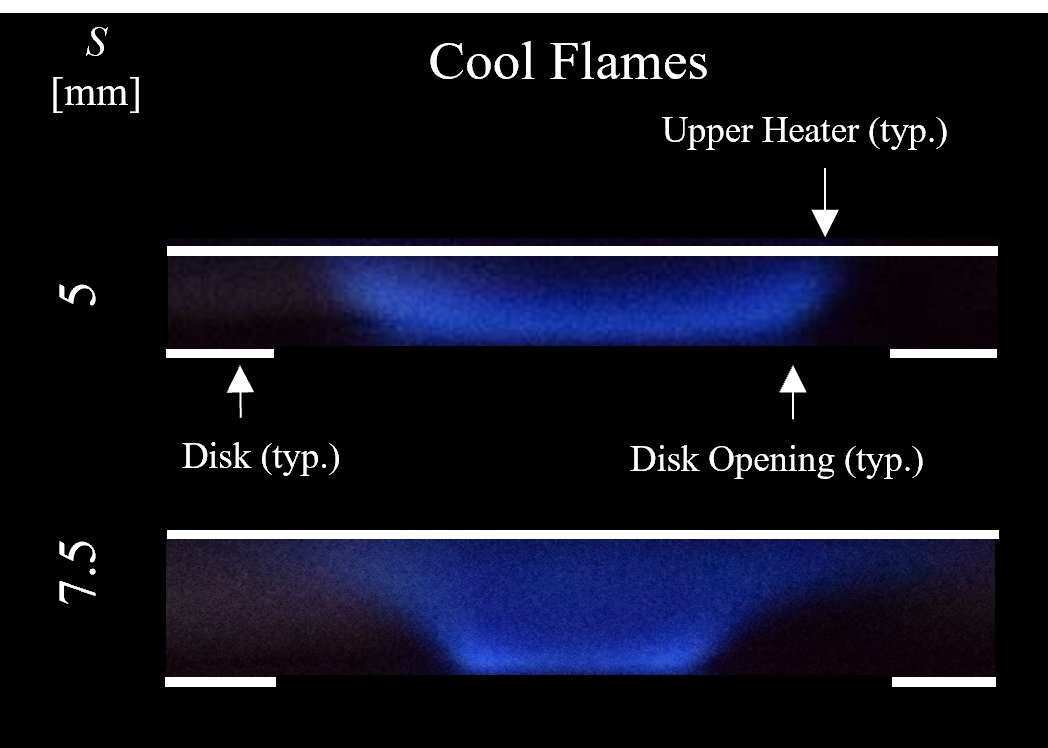 S
[mm]
Cool Flames
Upper Heater (typ.)
5
Disk (typ.)
Disk Opening (typ.)
7.5